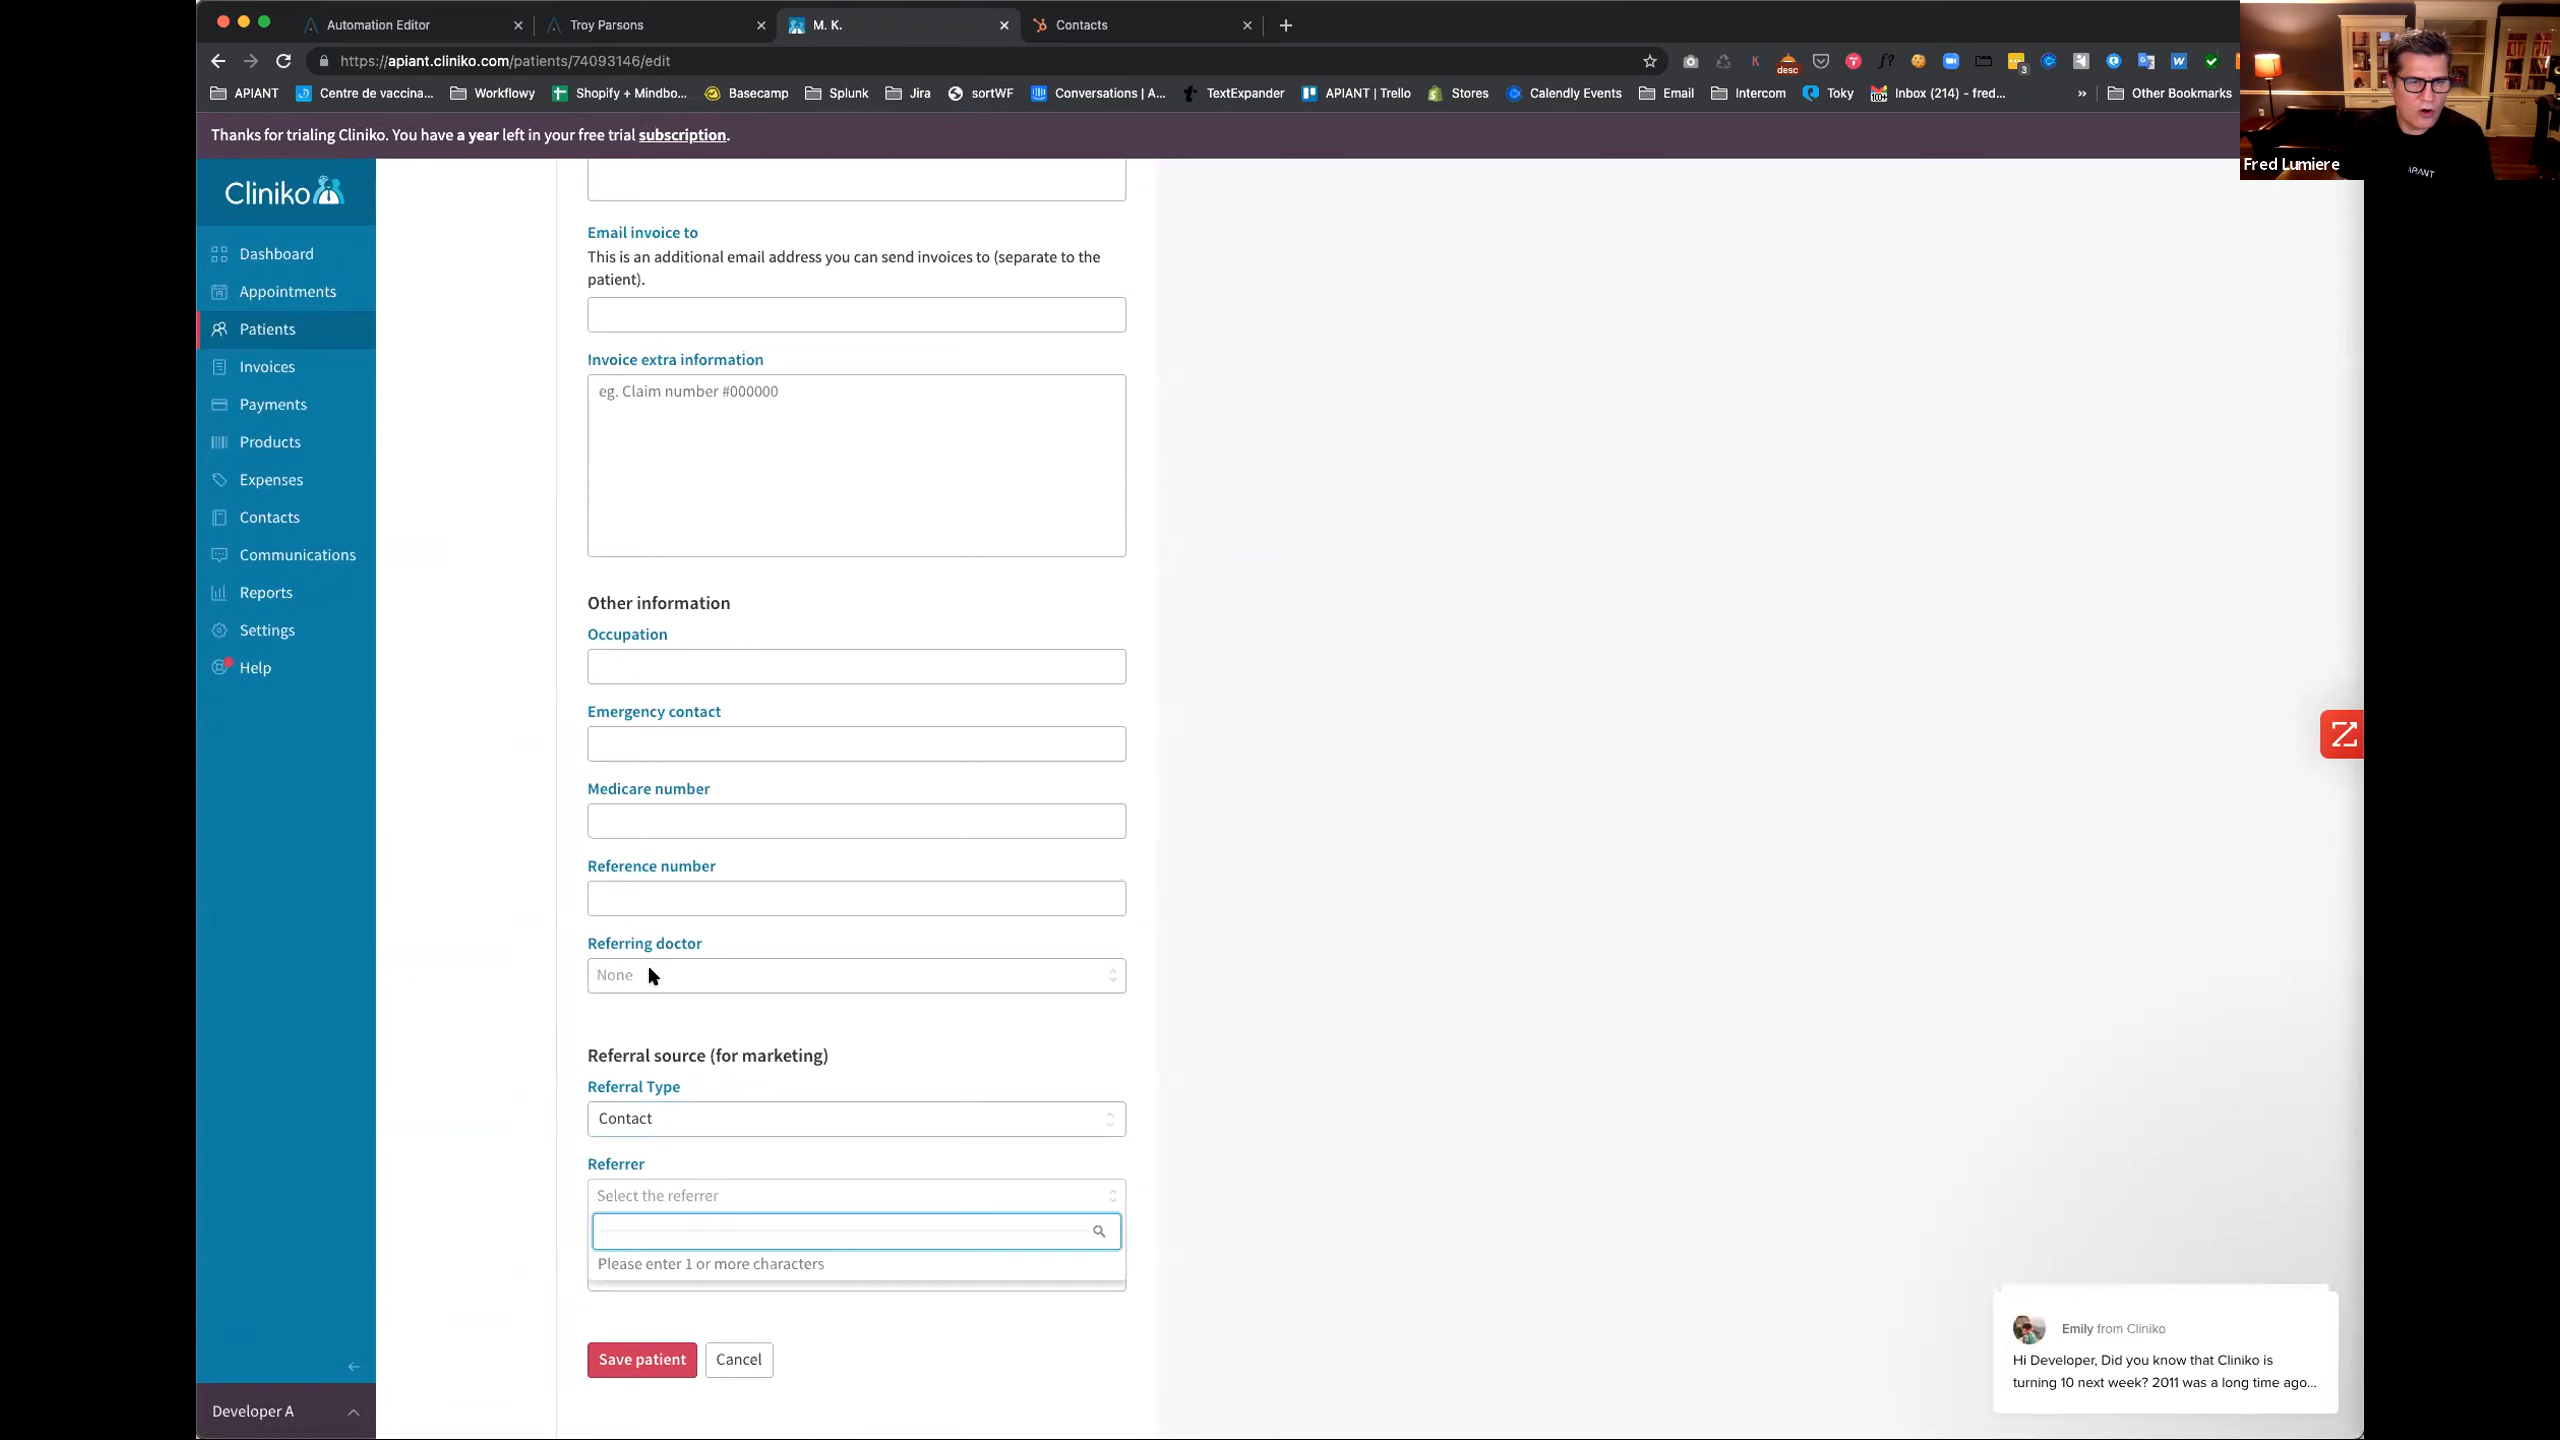 Automation Editor
Troy Parsons
M. K.
Contacts
https://apiant.cliniko.com/patients/74093146/edit
desc
3
APIANT
Centre de vaccina...
Workflowy
Shopify + Mindbo...
Basecamp
Splunk
Jira
sortWF
Conversations | A...
TextExpander
APIANT | Trello
Stores
Calendly Events
Email
Intercom
Toky
Inbox (214) - fred...
»
Other Bookmarks
Fred Lumiere
APIANT
Thanks for trialing Cliniko. You have a year left in your free trial subscription.
Cliniko
Dashboard
Appointments
Patients
Invoices
Payments
Products
Expenses
Contacts
Communications
Reports
Settings
Help
Developer A
Email invoice to
This is an additional email address you can send invoices to (separate to the
patient).
Invoice extra information
eg. Claim number #000000
Other information
Occupation
Emergency contact
Medicare number
Reference number
Referring doctor
None
Referral source (for marketing)
Referral Type
Contact
Referrer
Select the referrer
Please enter 1 or more characters
Save patient
Cancel
Emily from Cliniko
Hi Developer, Did you know that Cliniko is
turning 10 next week? 2011 was a long time ago...